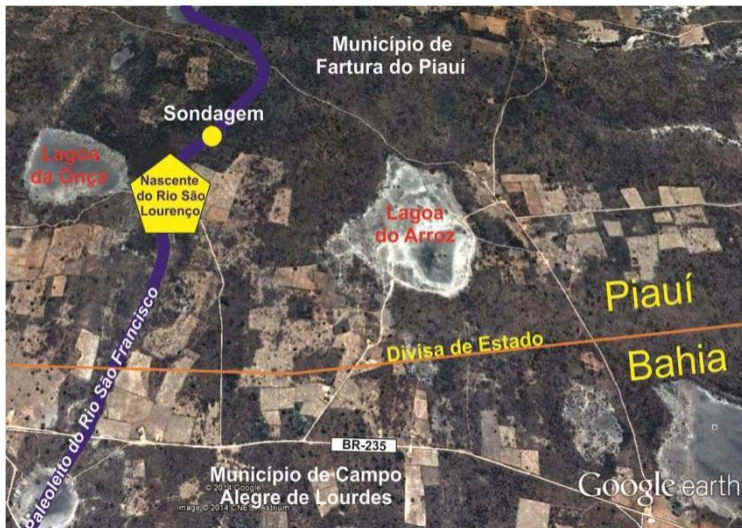 Município de
Fartura do Piauí
Sondagem
Lagoa
da Onça
Nascente
do Rio São
Lourenço
Lagoa
do Arroz
Piauí
Divisa de Estado
Bahia
Paleoleito do Rio São Francisco
BR-235
Município de Campo
Alegre de Lourdes
© 2014 Google
Image © 2014 CNES / Astrium
Google earth